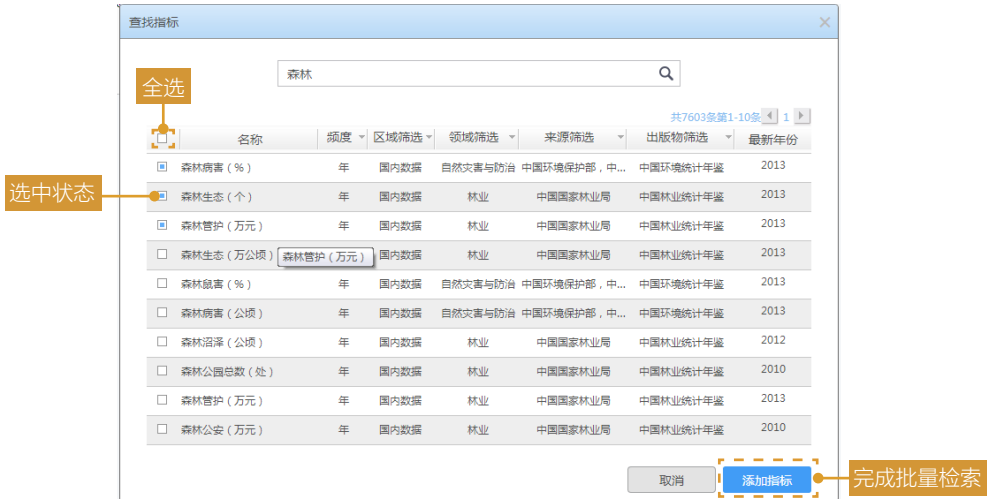 查找指标
森林
全选
共7603条第1-10条 1
名称 频度 区域筛选 领域筛选 来源筛选 出版物筛选 最新年份
森林病害（%） 年 国内数据 自然灾害与防治 中国环境保护部，中... 中国环境统计年鉴 2013
选中状态
森林生态（个） 年 国内数据 林业 中国国家林业局 中国林业统计年鉴 2013
森林管护（万元） 年 国内数据 林业 中国国家林业局 中国林业统计年鉴 2013
森林生态（万公顷） 森林管护（万元） 国内数据 林业 中国国家林业局 中国林业统计年鉴 2013
森林鼠害（%） 年 国内数据 自然灾害与防治 中国环境保护部，中... 中国环境统计年鉴 2013
森林病害（公顷） 年 国内数据 自然灾害与防治 中国环境保护部，中... 中国环境统计年鉴 2013
森林沼泽（公顷） 年 国内数据 林业 中国国家林业局 中国林业统计年鉴 2012
森林公园总数（处） 年 国内数据 林业 中国国家林业局 中国林业统计年鉴 2010
森林管护（万元） 年 国内数据 林业 中国国家林业局 中国林业统计年鉴 2013
森林公安（万元） 年 国内数据 林业 中国国家林业局 中国林业统计年鉴 2010
取消 添加指标
完成批量检索